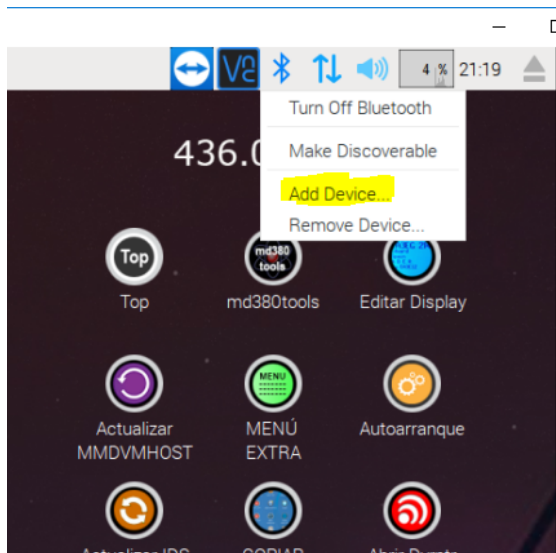 4 % 21:19
Turn Off Bluetooth
Make Discoverable
Add Device...
Remove Device...
436.0
Top
md380
tools
Top
md380tools
Editar Display
MENU
Actualizar
MMDVMHOST
MENÚ
EXTRA
Autoarranque
COPIAR